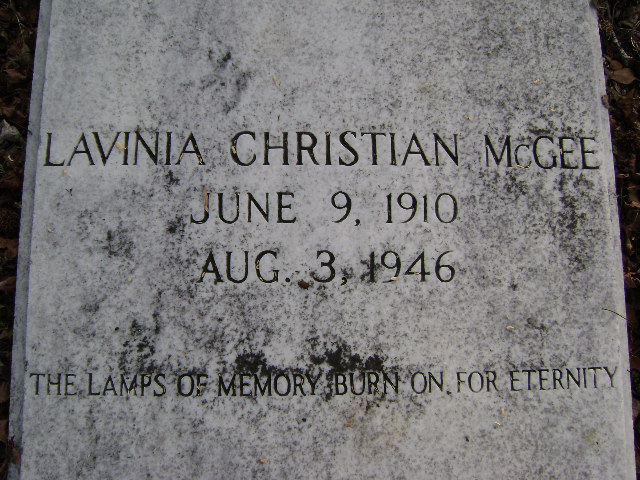 LAVINIA CHRISTIAN McGEE
JUNE 9, 1910
AUG. 3, 1946
THE LAMPS OF MEMORY BURN ON FOR ETERNITY